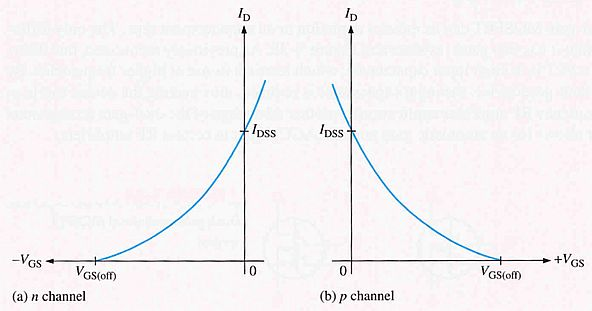 I_D I_D
I_DSS I_DSS
−V_GS V_GS(off) 0 0 V_GS(off) +V_GS
(a) n channel (b) p channel